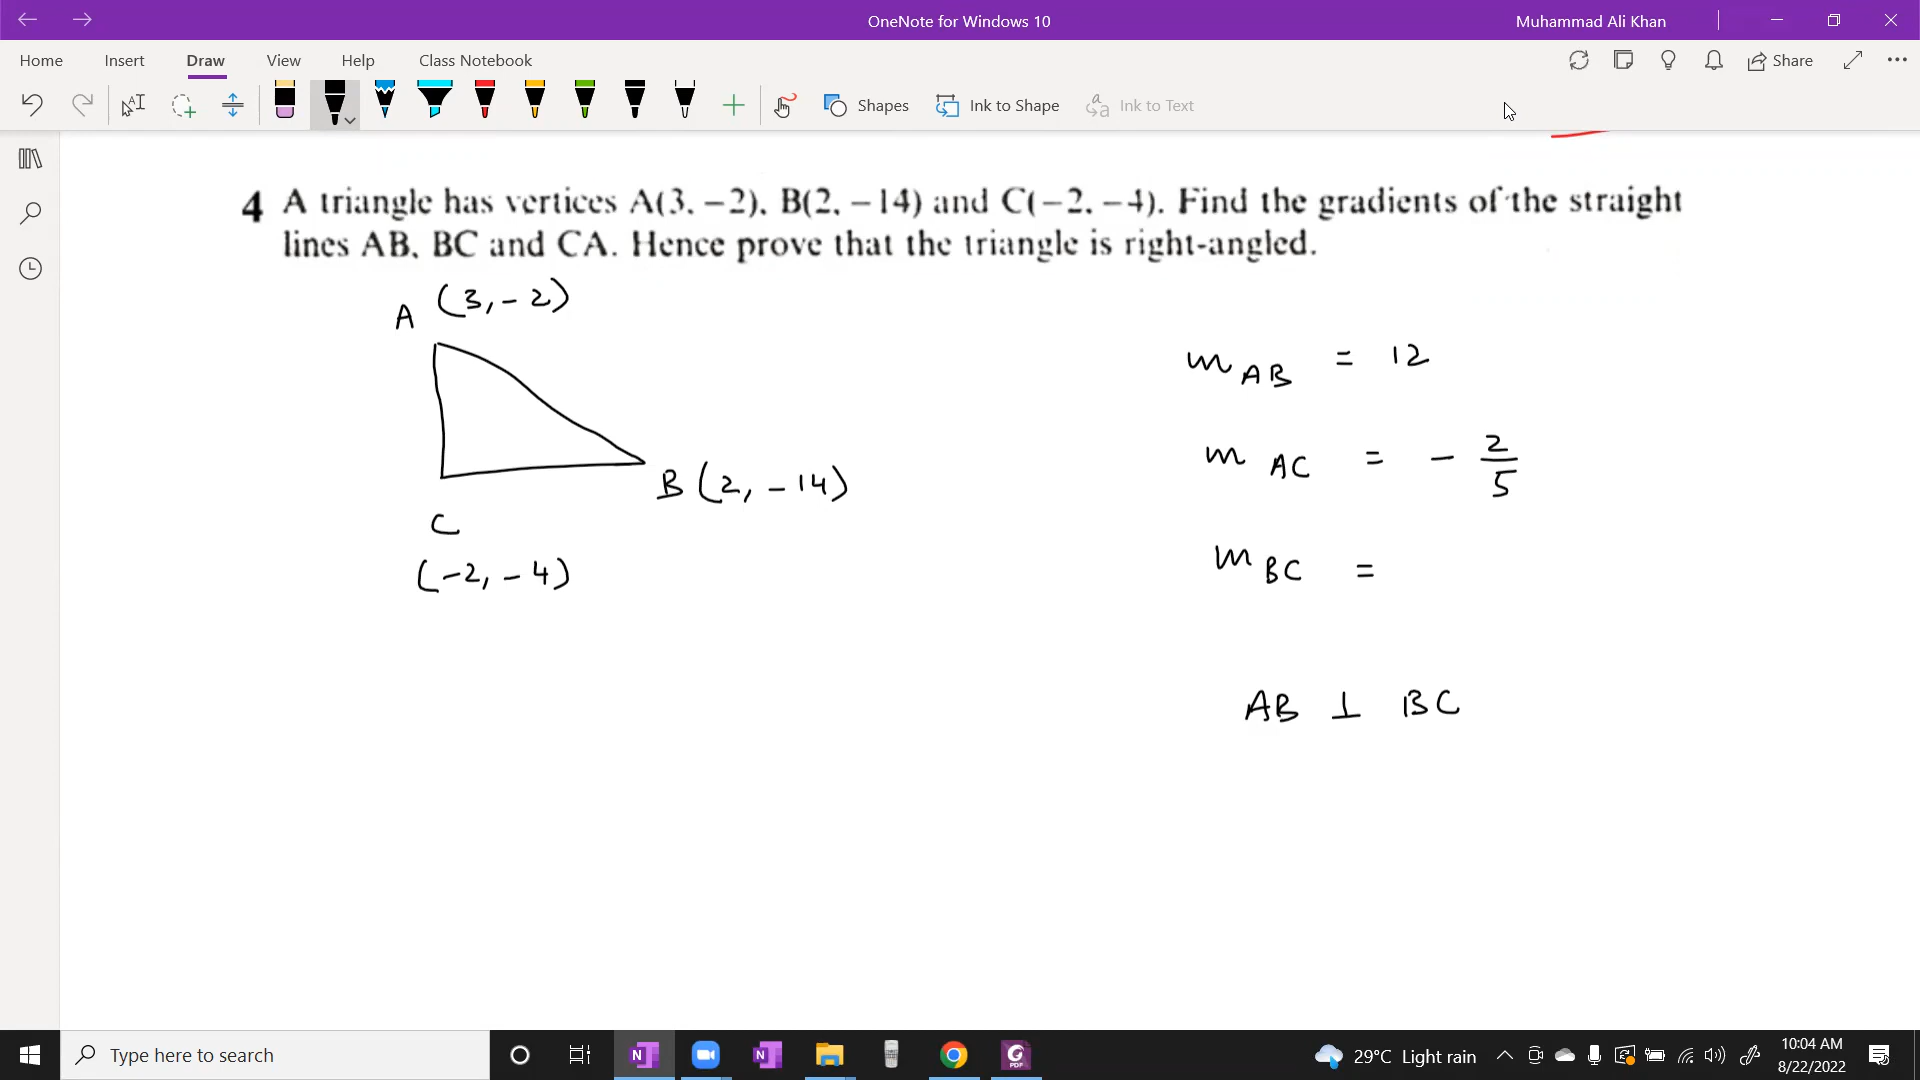 OneNote for Windows 10
Muhammad Ali Khan
Home Insert Draw View Help Class Notebook
Share
Shapes Ink to Shape Ink to Text
4 A triangle has vertices A(3, −2), B(2, −14) and C(−2, −4). Find the gradients of the straight
lines AB, BC and CA. Hence prove that the triangle is right-angled.
A (3, −2)
B (2, −14)
C
(−2, −4)
m AB = 12
m AC = − 2/5
m BC =
AB ⊥ BC
Type here to search
29°C Light rain
10:04 AM
8/22/2022